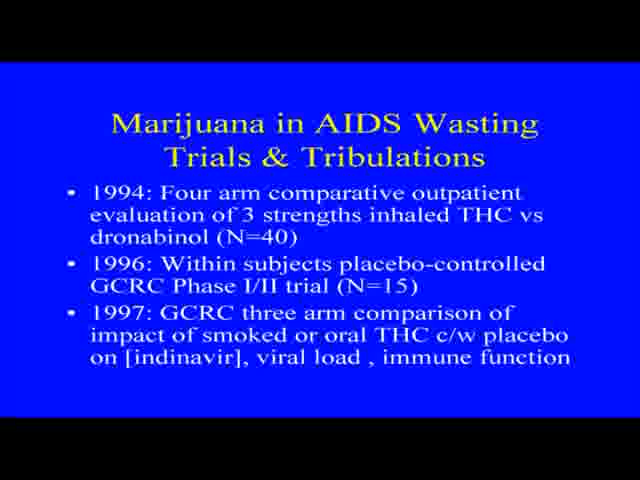 Marijuana in AIDS Wasting
Trials & Tribulations
• 1994: Four arm comparative outpatient
evaluation of 3 strengths inhaled THC vs
dronabinol (N=40)
• 1996: Within subjects placebo-controlled
GCRC Phase I/II trial (N=15)
• 1997: GCRC three arm comparison of
impact of smoked or oral THC c/w placebo
on [indinavir], viral load , immune function